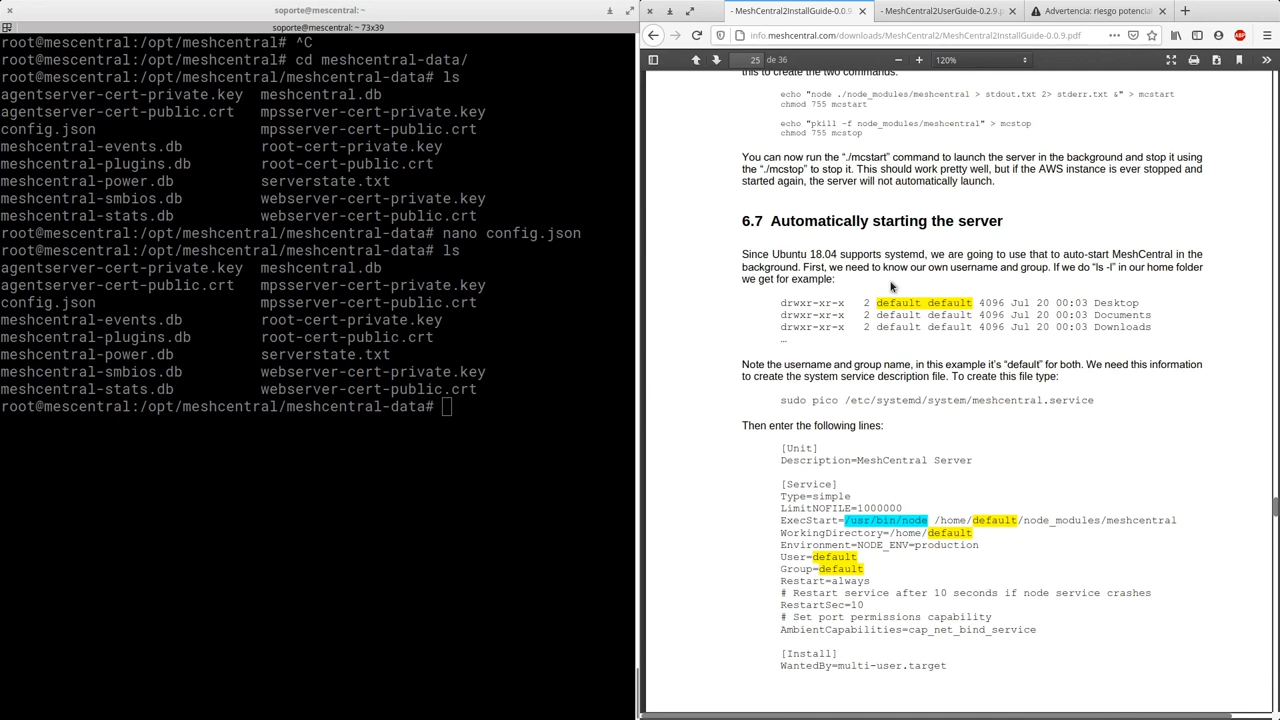 soporte@mescentral: ~
soporte@mescentral: ~ 73x39
root@mescentral:/opt/meshcentral# ^C
root@mescentral:/opt/meshcentral# cd meshcentral-data/
root@mescentral:/opt/meshcentral/meshcentral-data# ls
agentserver-cert-private.key  meshcentral.db
agentserver-cert-public.crt   mpsserver-cert-private.key
config.json                   mpsserver-cert-public.crt
meshcentral-events.db         root-cert-private.key
meshcentral-plugins.db        root-cert-public.crt
meshcentral-power.db          serverstate.txt
meshcentral-smbios.db         webserver-cert-private.key
meshcentral-stats.db          webserver-cert-public.crt
root@mescentral:/opt/meshcentral/meshcentral-data# nano config.json
root@mescentral:/opt/meshcentral/meshcentral-data# ls
agentserver-cert-private.key  meshcentral.db
agentserver-cert-public.crt   mpsserver-cert-private.key
config.json                   mpsserver-cert-public.crt
meshcentral-events.db         root-cert-private.key
meshcentral-plugins.db        root-cert-public.crt
meshcentral-power.db          serverstate.txt
meshcentral-smbios.db         webserver-cert-private.key
meshcentral-stats.db          webserver-cert-public.crt
root@mescentral:/opt/meshcentral/meshcentral-data#
- MeshCentral2InstallGuide-0.0.9
- MeshCentral2UserGuide-0.2.9.p
Advertencia: riesgo potencial
info.meshcentral.com/downloads/MeshCentral2/MeshCentral2InstallGuide-0.0.9.pdf
25 de 36
120%
this to create the two commands:
echo "node ./node_modules/meshcentral > stdout.txt 2> stderr.txt &" > mcstart
chmod 755 mcstart
echo "pkill -f node_modules/meshcentral" > mcstop
chmod 755 mcstop
You can now run the “./mcstart” command to launch the server in the background and stop it using
the “./mcstop” to stop it. This should work pretty well, but if the AWS instance is ever stopped and
started again, the server will not automatically launch.
6.7 Automatically starting the server
Since Ubuntu 18.04 supports systemd, we are going to use that to auto-start MeshCentral in the
background. First, we need to know our own username and group. If we do “ls -l” in our home folder
we get for example:
drwxr-xr-x   2 default default 4096 Jul 20 00:03 Desktop
drwxr-xr-x   2 default default 4096 Jul 20 00:03 Documents
drwxr-xr-x   2 default default 4096 Jul 20 00:03 Downloads
…
Note the username and group name, in this example it’s “default” for both. We need this information
to create the system service description file. To create this file type:
sudo pico /etc/systemd/system/meshcentral.service
Then enter the following lines:
[Unit]
Description=MeshCentral Server
[Service]
Type=simple
LimitNOFILE=1000000
ExecStart=/usr/bin/node /home/default/node_modules/meshcentral
WorkingDirectory=/home/default
Environment=NODE_ENV=production
User=default
Group=default
Restart=always
# Restart service after 10 seconds if node service crashes
RestartSec=10
# Set port permissions capability
AmbientCapabilities=cap_net_bind_service
[Install]
WantedBy=multi-user.target